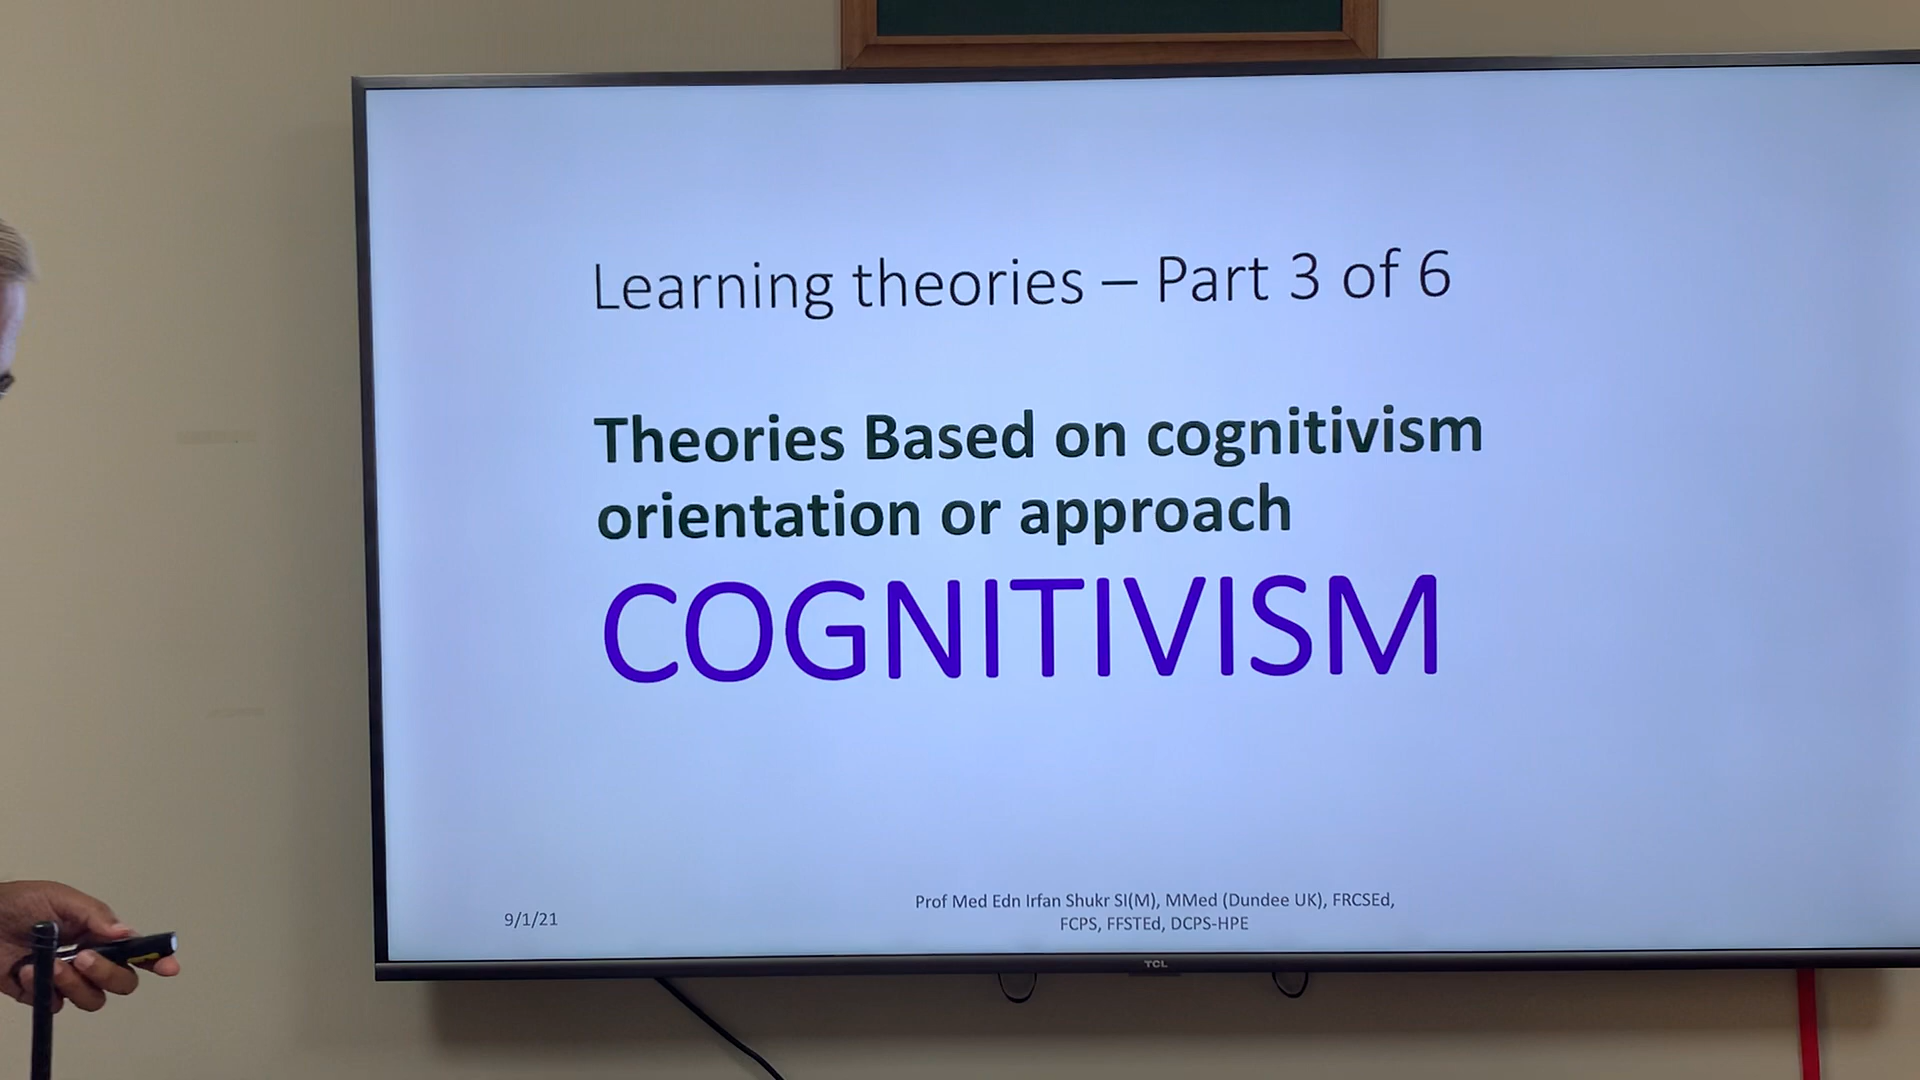 Learning theories – Part 3 of 6
Theories Based on cognitivism
orientation or approach
COGNITIVISM
9/1/21
Prof Med Edn Irfan Shukr SI(M), MMed (Dundee UK), FRCSEd,
FCPS, FFSTEd, DCPS-HPE
TCL